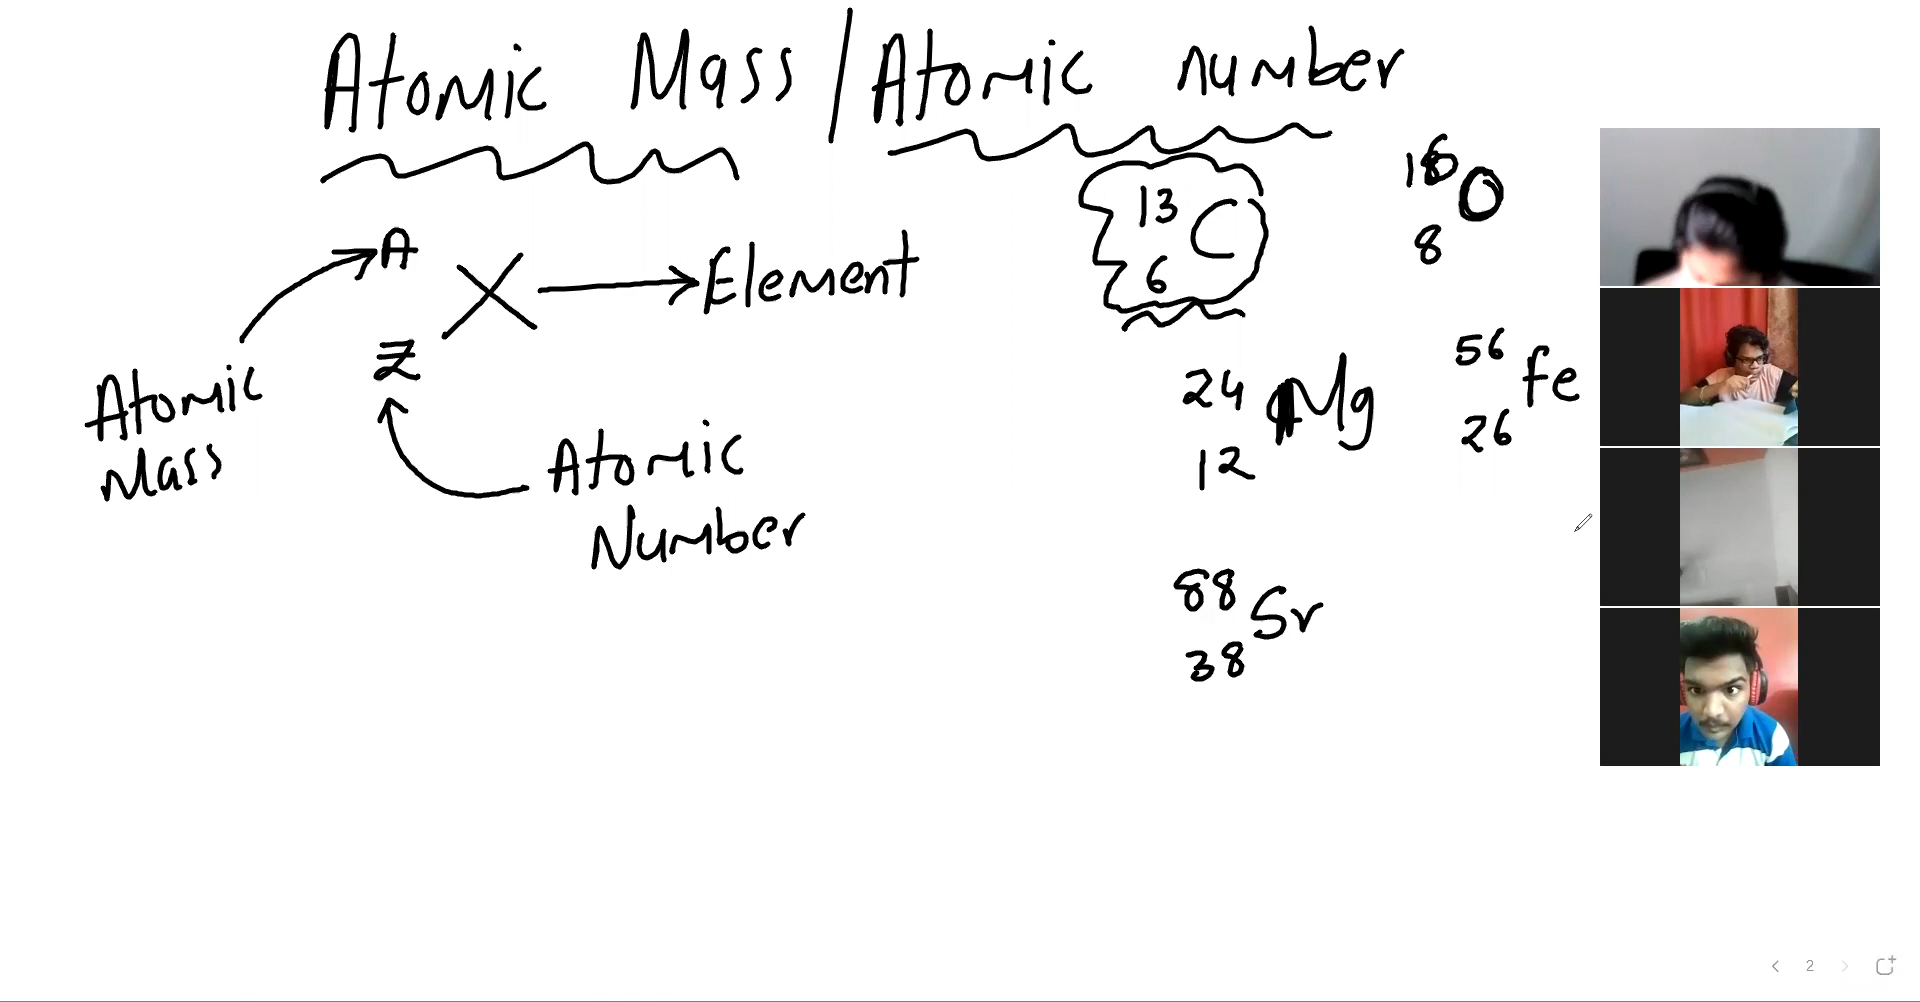 Atomic Mass / Atomic number
A
X → Element
Z
Atomic
Mass
Atomic
Number
13
C
6
O
8
24
Mg
12
56
Fe
26
88
Sr
38
2